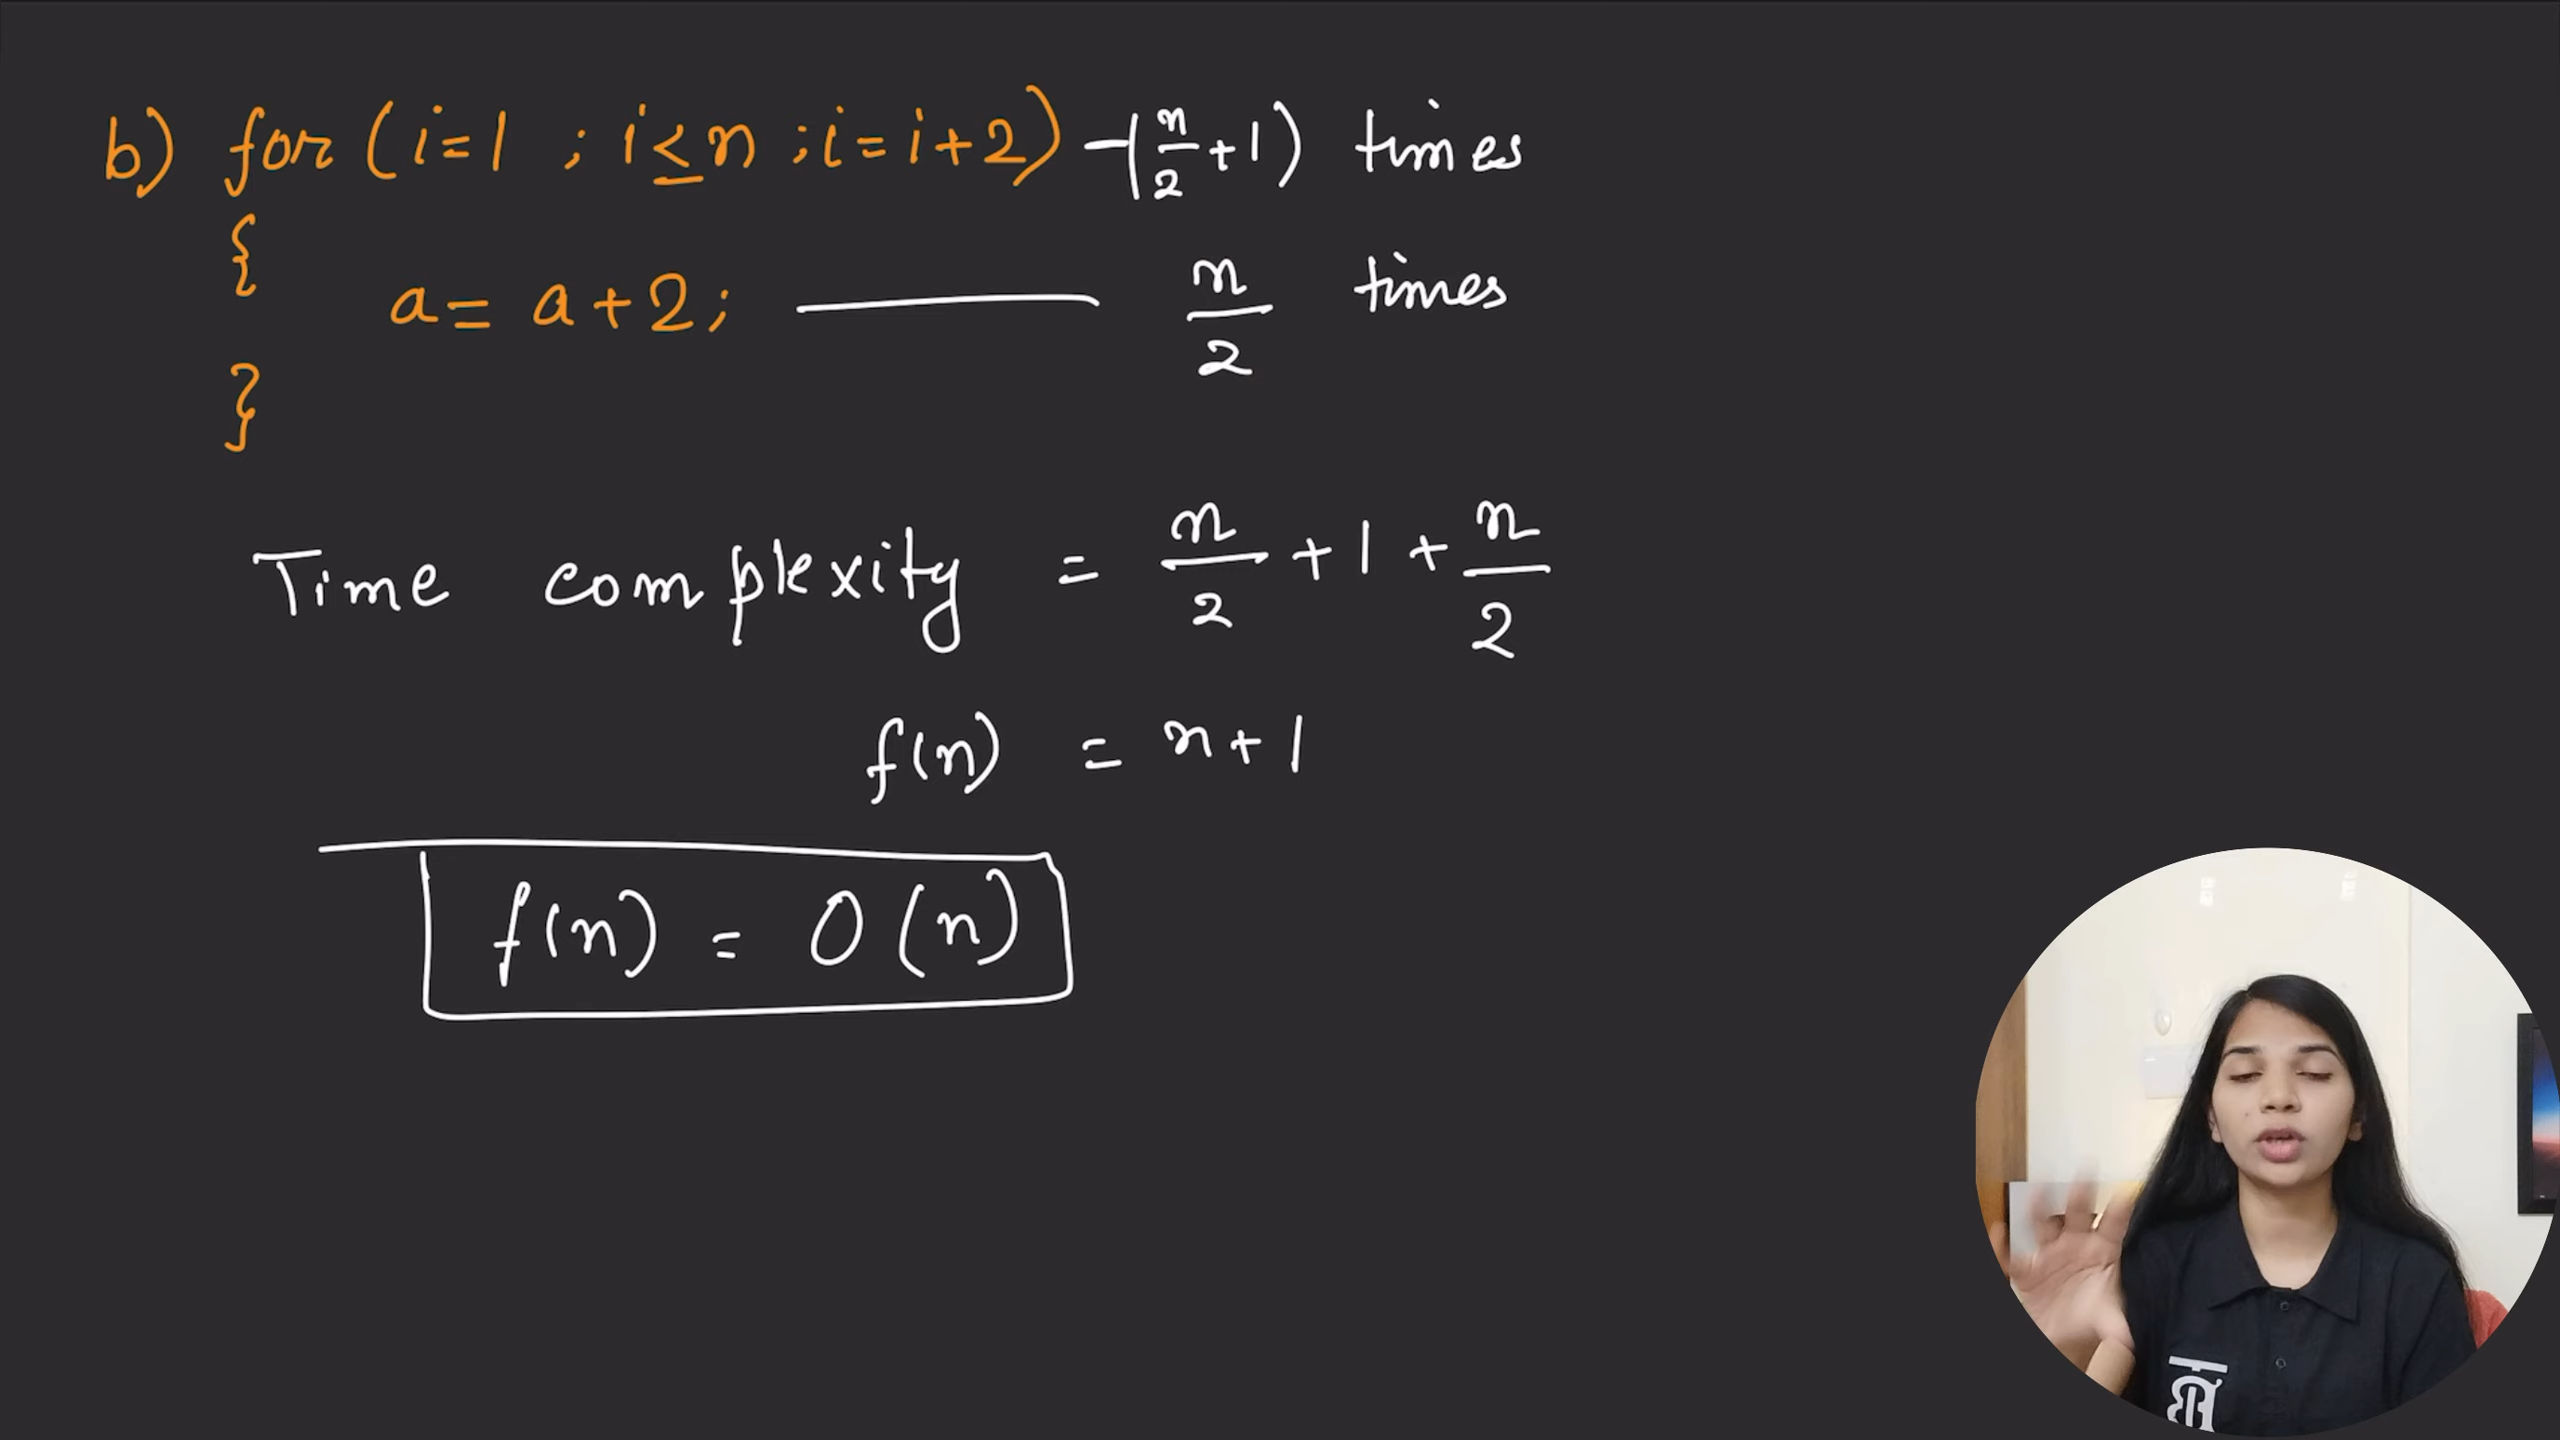 b) for (i=1 ; i≤n ; i=i+2) - (n/2 + 1) times
{
a = a+2; — n/2 times
}
Time complexity = n/2 + 1 + n/2
f(n) = n+1
f(n) = O(n)